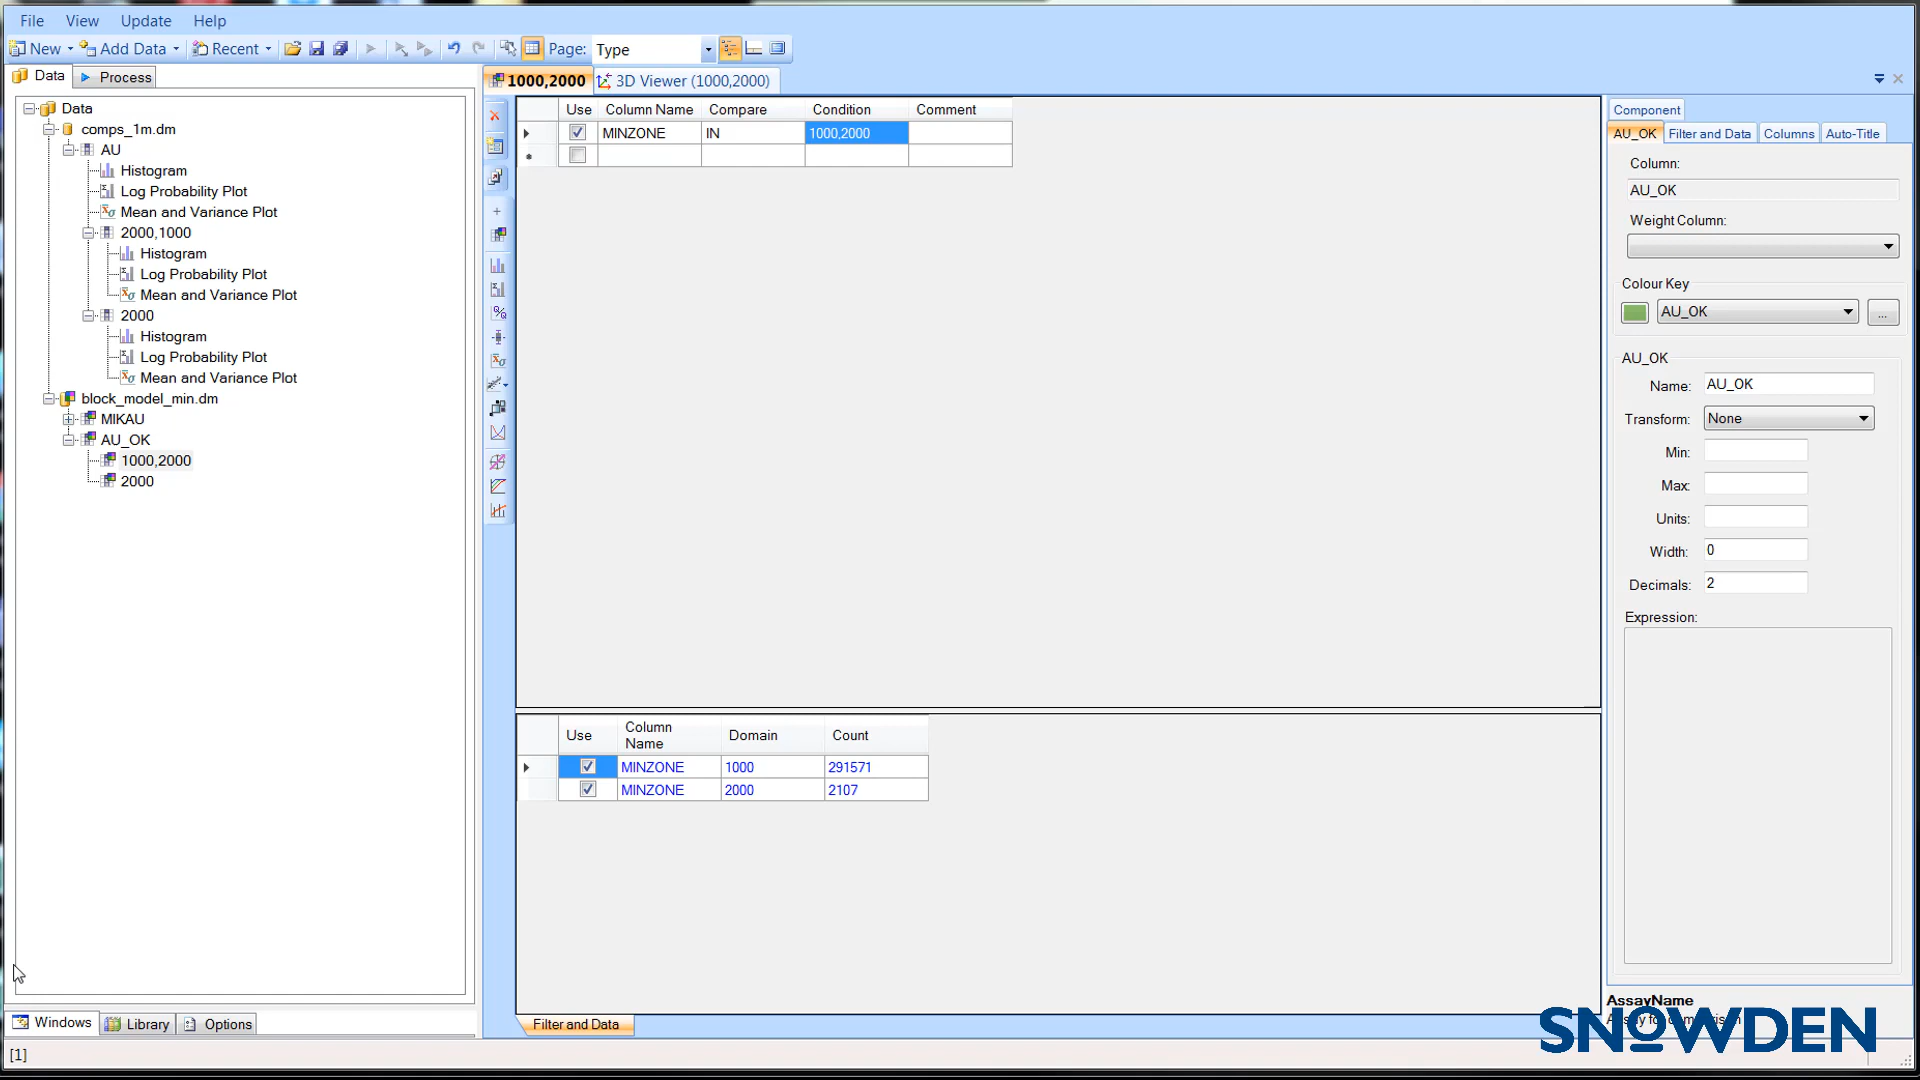 File View Update Help
New Add Data Recent Page: Type
Data Process
1000,2000 3D Viewer (1000,2000)
Data
comps_1m.dm
AU
Histogram
Log Probability Plot
Mean and Variance Plot
2000,1000
Histogram
Log Probability Plot
Mean and Variance Plot
2000
Histogram
Log Probability Plot
Mean and Variance Plot
block_model_min.dm
MIKAU
AU_OK
1000,2000
2000
Windows Library Options
[1]
Use Column Name Compare Condition Comment
MINZONE IN 1000,2000
Use Column Name Domain Count
MINZONE 1000 291571
MINZONE 2000 2107
Filter and Data
Component
AU_OK Filter and Data Columns Auto-Title
Column:
AU_OK
Weight Column:
Colour Key
AU_OK ...
AU_OK
Name: AU_OK
Transform: None
Min:
Max:
Units:
Width: 0
Decimals: 2
Expression:
AssayName
SNOWDEN